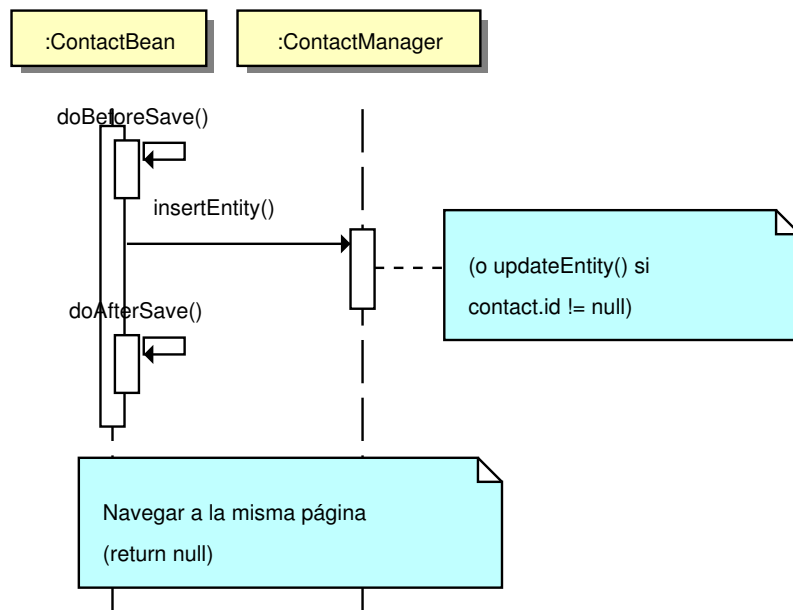 :ContactBean
:ContactManager
doBeforeSave()
insertEntity()
(o updateEntity() si
contact.id != null)
doAfterSave()
Navegar a la misma página
(return null)